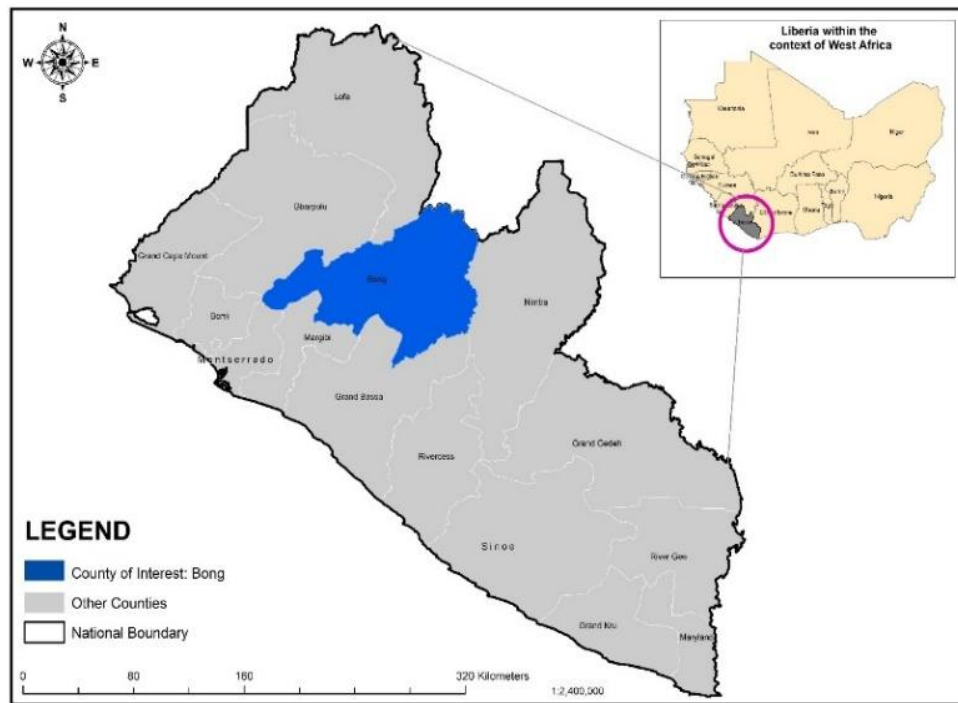 N
W E
S
Liberia within the
context of West Africa
Niger
Burkina Faso
Nigeria
Ghana
Lofa
Gbarpolu
Grand Cape Mount
Bong
Nimba
Bomi
Margibi
Montserrado
Grand Bassa
Grand Gedeh
Rivercess
Sinoe
River Gee
Grand Kru
Maryland
LEGEND
County of Interest: Bong
Other Counties
National Boundary
0 80 160 320 Kilometers
1:2,400,000